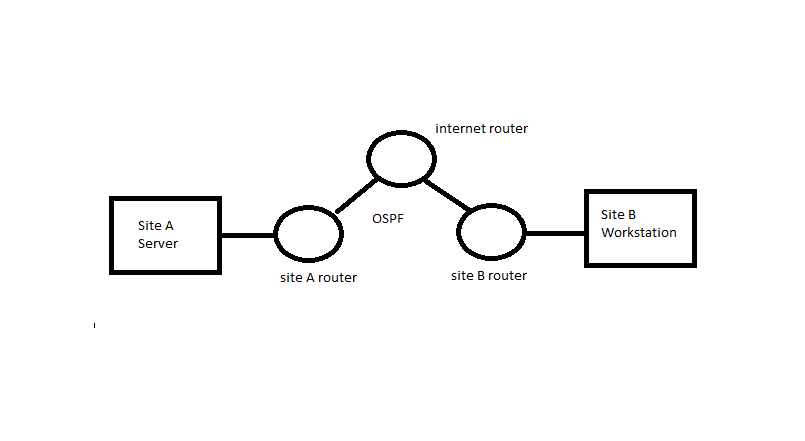 internet router
Site A
Server
OSPF
Site B
Workstation
site A router
site B router